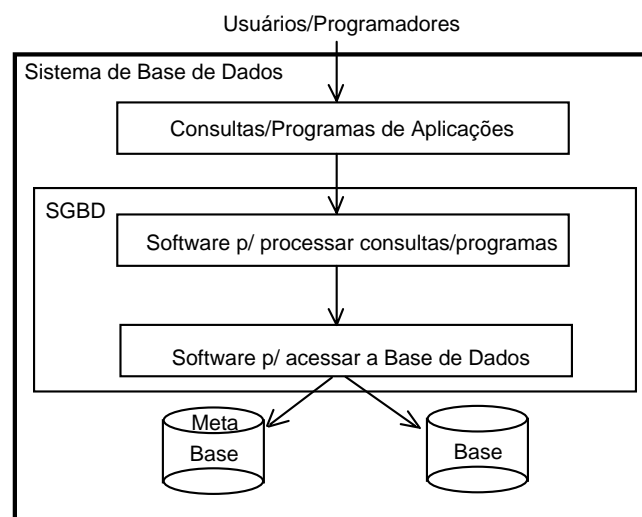 Usuários/Programadores
Sistema de Base de Dados
Consultas/Programas de Aplicações
SGBD
Software p/ processar consultas/programas
Software p/ acessar a Base de Dados
Meta
Base
Base